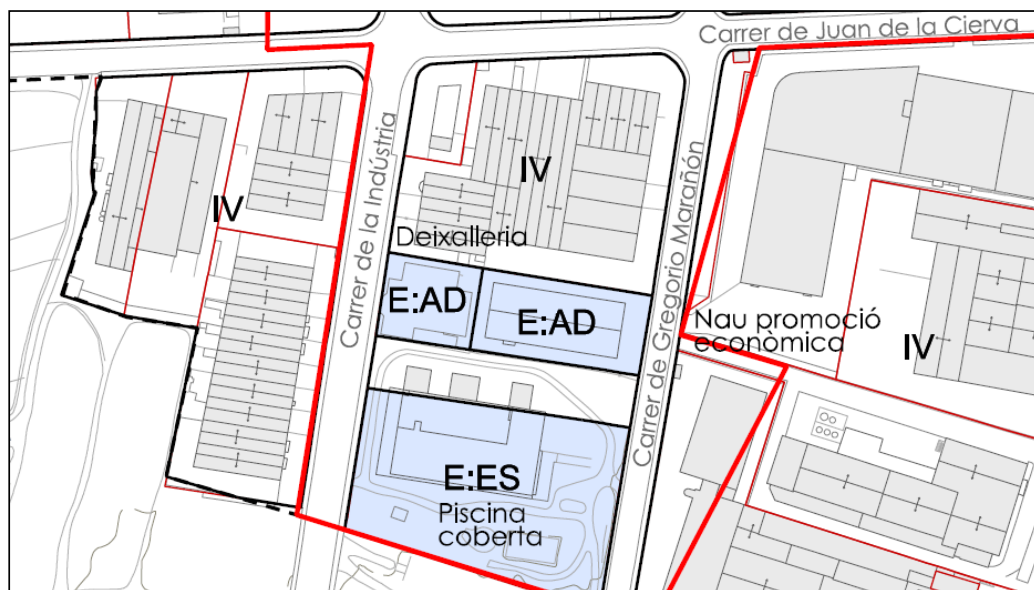 Carrer de Juan de la Cierva
IV
IV
Carrer de la Indústria
Deixalleria
Carrer de Gregorio Marañón
E:AD
E:AD
Nau promoció
econòmica
IV
E:ES
Piscina
coberta